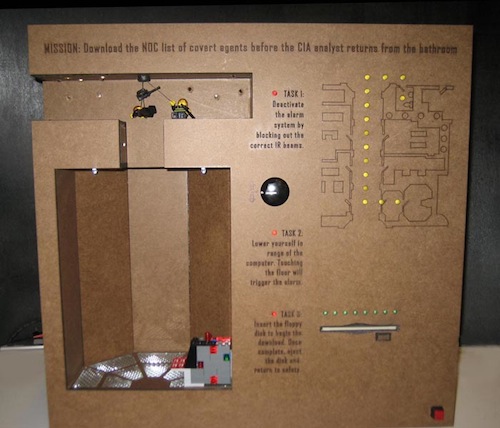 MISSION: Download the NOC list of covert agents before the CIA analyst returns from the bathroom
TASK 1:
Deactivate
the alarm
system by
blocking out the
correct IR beams.
TASK 2:
Lower yourself in
range of the
computer. Touching
the floor will
trigger the alarm.
TASK 3:
Insert the floppy
disk to begin the
download. Once
complete, eject
the disk and
return to safety.